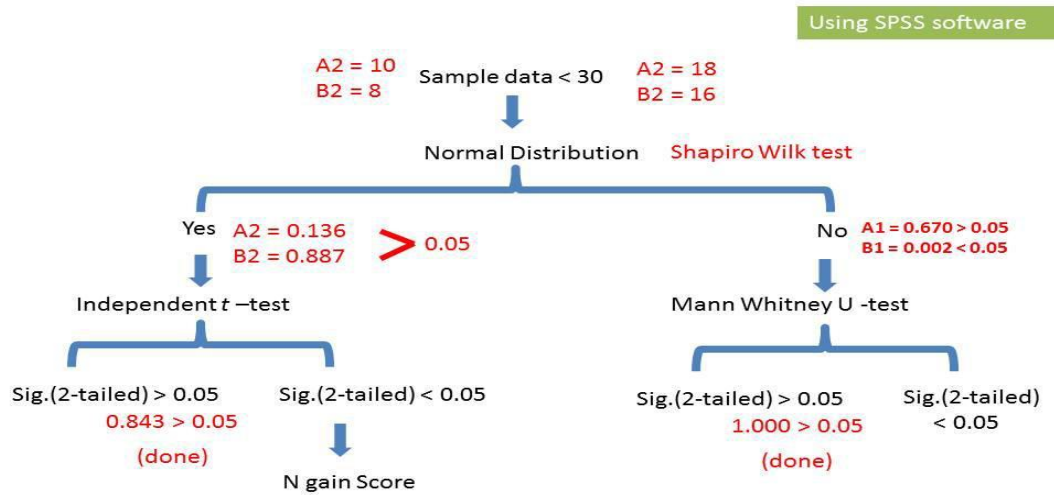 Using SPSS software
A2 = 10
B2 = 8
Sample data < 30
A2 = 18
B2 = 16
Normal Distribution
Shapiro Wilk test
Yes
A2 = 0.136
B2 = 0.887
> 0.05
No
A1 = 0.670 > 0.05
B1 = 0.002 < 0.05
Independent t –test
Mann Whitney U -test
Sig.(2-tailed) > 0.05
0.843 > 0.05
(done)
Sig.(2-tailed) < 0.05
N gain Score
Sig.(2-tailed) > 0.05
1.000 > 0.05
(done)
Sig.(2-tailed)
< 0.05